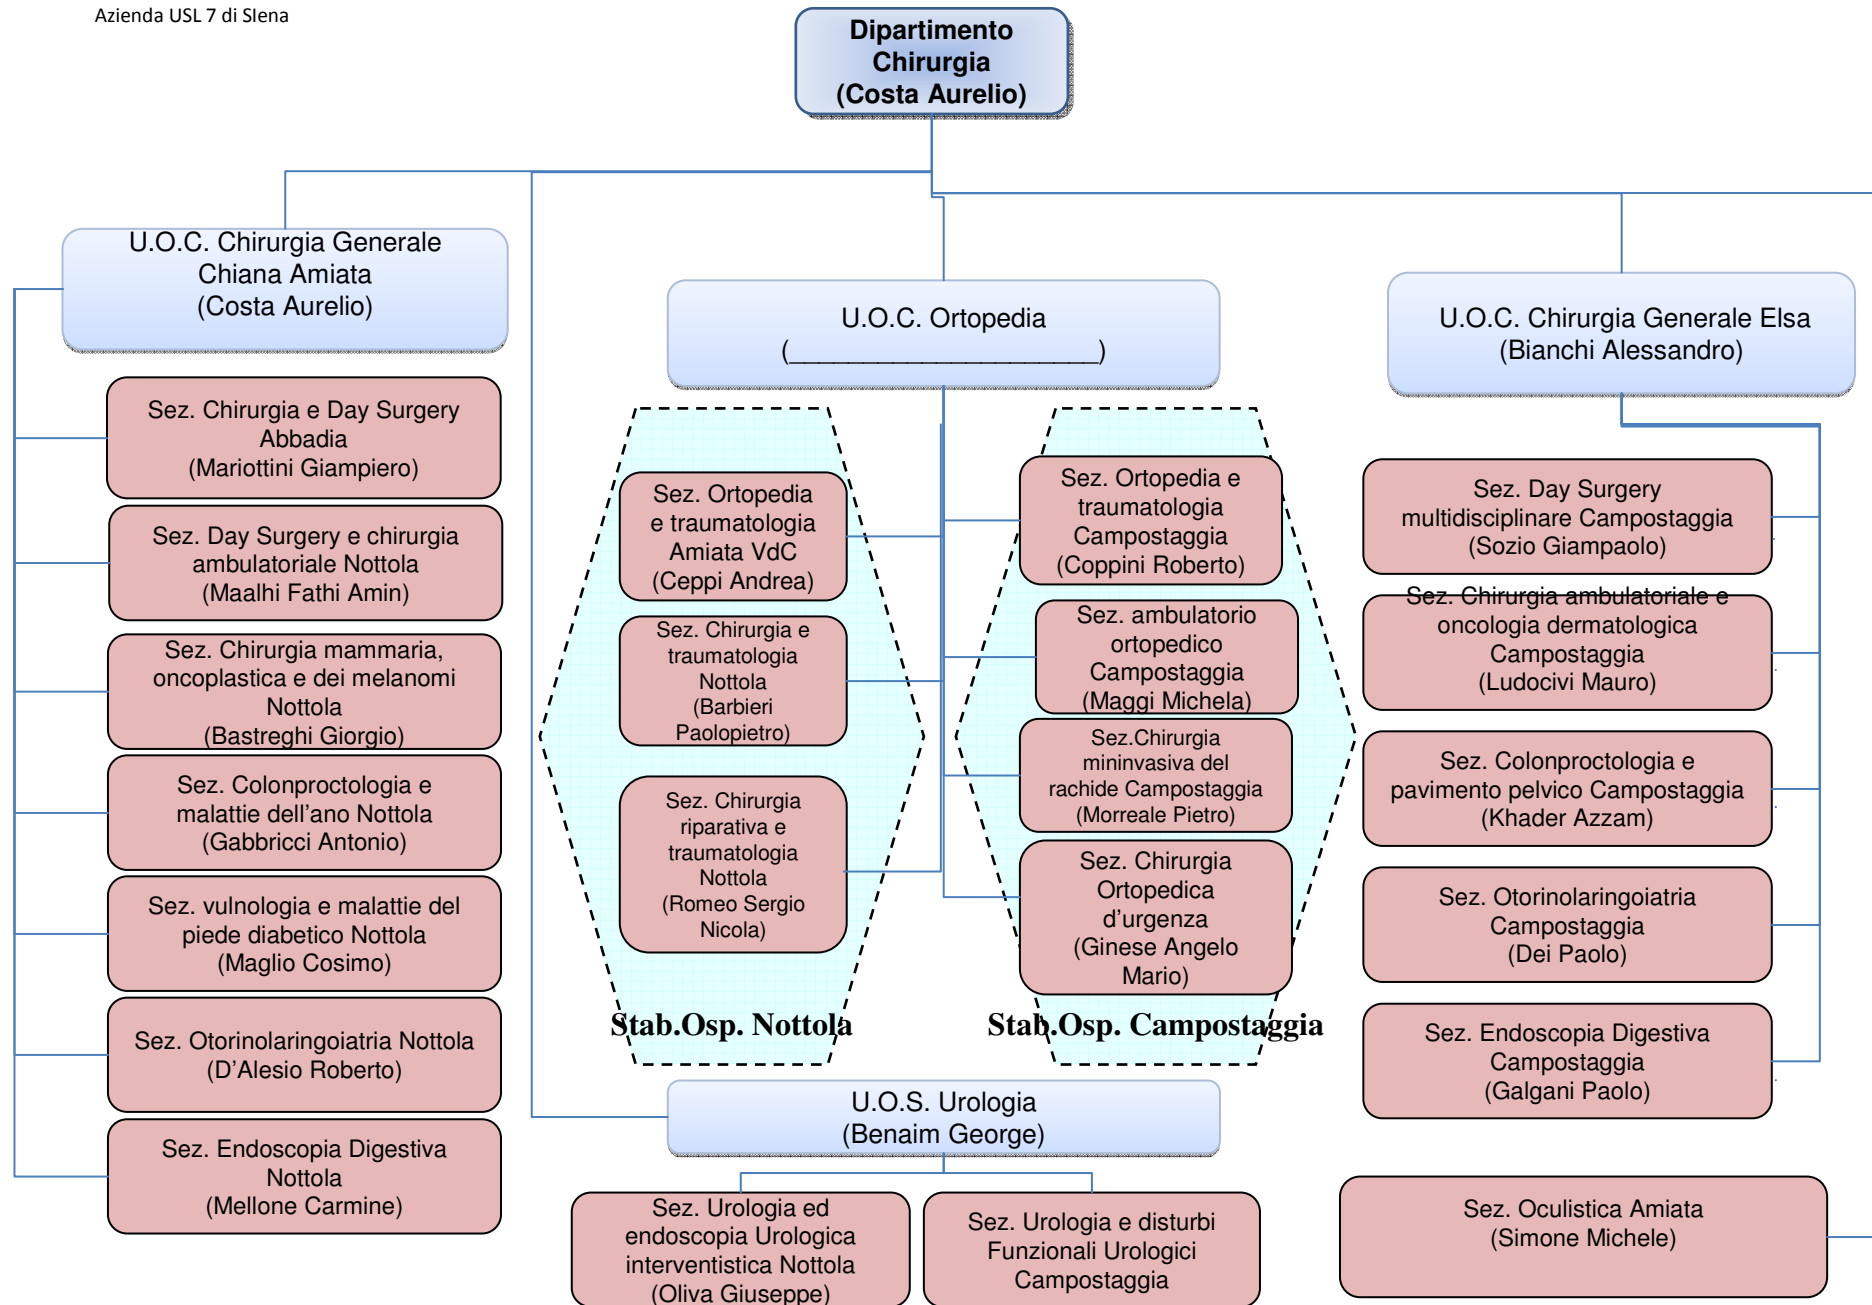 Azienda USL 7 di SIena
Dipartimento
Chirurgia
(Costa Aurelio)
U.O.C. Chirurgia Generale
Chiana Amiata
(Costa Aurelio)
Sez. Chirurgia e Day Surgery
Abbadia
(Mariottini Giampiero)
Sez. Day Surgery e chirurgia
ambulatoriale Nottola
(Maalhi Fathi Amin)
Sez. Chirurgia mammaria,
oncoplastica e dei melanomi
Nottola
(Bastreghi Giorgio)
Sez. Colonproctologia e
malattie dell'ano Nottola
(Gabbricci Antonio)
Sez. vulnologia e malattie del
piede diabetico Nottola
(Maglio Cosimo)
Sez. Otorinolaringoiatria Nottola
(D'Alesio Roberto)
Sez. Endoscopia Digestiva
Nottola
(Mellone Carmine)
U.O.C. Ortopedia
(_____________________)
Sez. Ortopedia
e traumatologia
Amiata VdC
(Ceppi Andrea)
Sez. Chirurgia e
traumatologia
Nottola
(Barbieri
Paolopietro)
Sez. Chirurgia
riparativa e
traumatologia
Nottola
(Romeo Sergio
Nicola)
Stab.Osp. Nottola
Sez. Ortopedia e
traumatologia
Campostaggia
(Coppini Roberto)
Sez. ambulatorio
ortopedico
Campostaggia
(Maggi Michela)
Sez.Chirurgia
mininvasiva del
rachide Campostaggia
(Morreale Pietro)
Sez. Chirurgia
Ortopedica
d'urgenza
(Ginese Angelo
Mario)
Stab.Osp. Campostaggia
U.O.S. Urologia
(Benaim George)
Sez. Urologia ed
endoscopia Urologica
interventistica Nottola
(Oliva Giuseppe)
Sez. Urologia e disturbi
Funzionali Urologici
Campostaggia
U.O.C. Chirurgia Generale Elsa
(Bianchi Alessandro)
Sez. Day Surgery
multidisciplinare Campostaggia
(Sozio Giampaolo)
Sez. Chirurgia ambulatoriale e
oncologia dermatologica
Campostaggia
(Ludocivi Mauro)
Sez. Colonproctologia e
pavimento pelvico Campostaggia
(Khader Azzam)
Sez. Otorinolaringoiatria
Campostaggia
(Dei Paolo)
Sez. Endoscopia Digestiva
Campostaggia
(Galgani Paolo)
Sez. Oculistica Amiata
(Simone Michele)